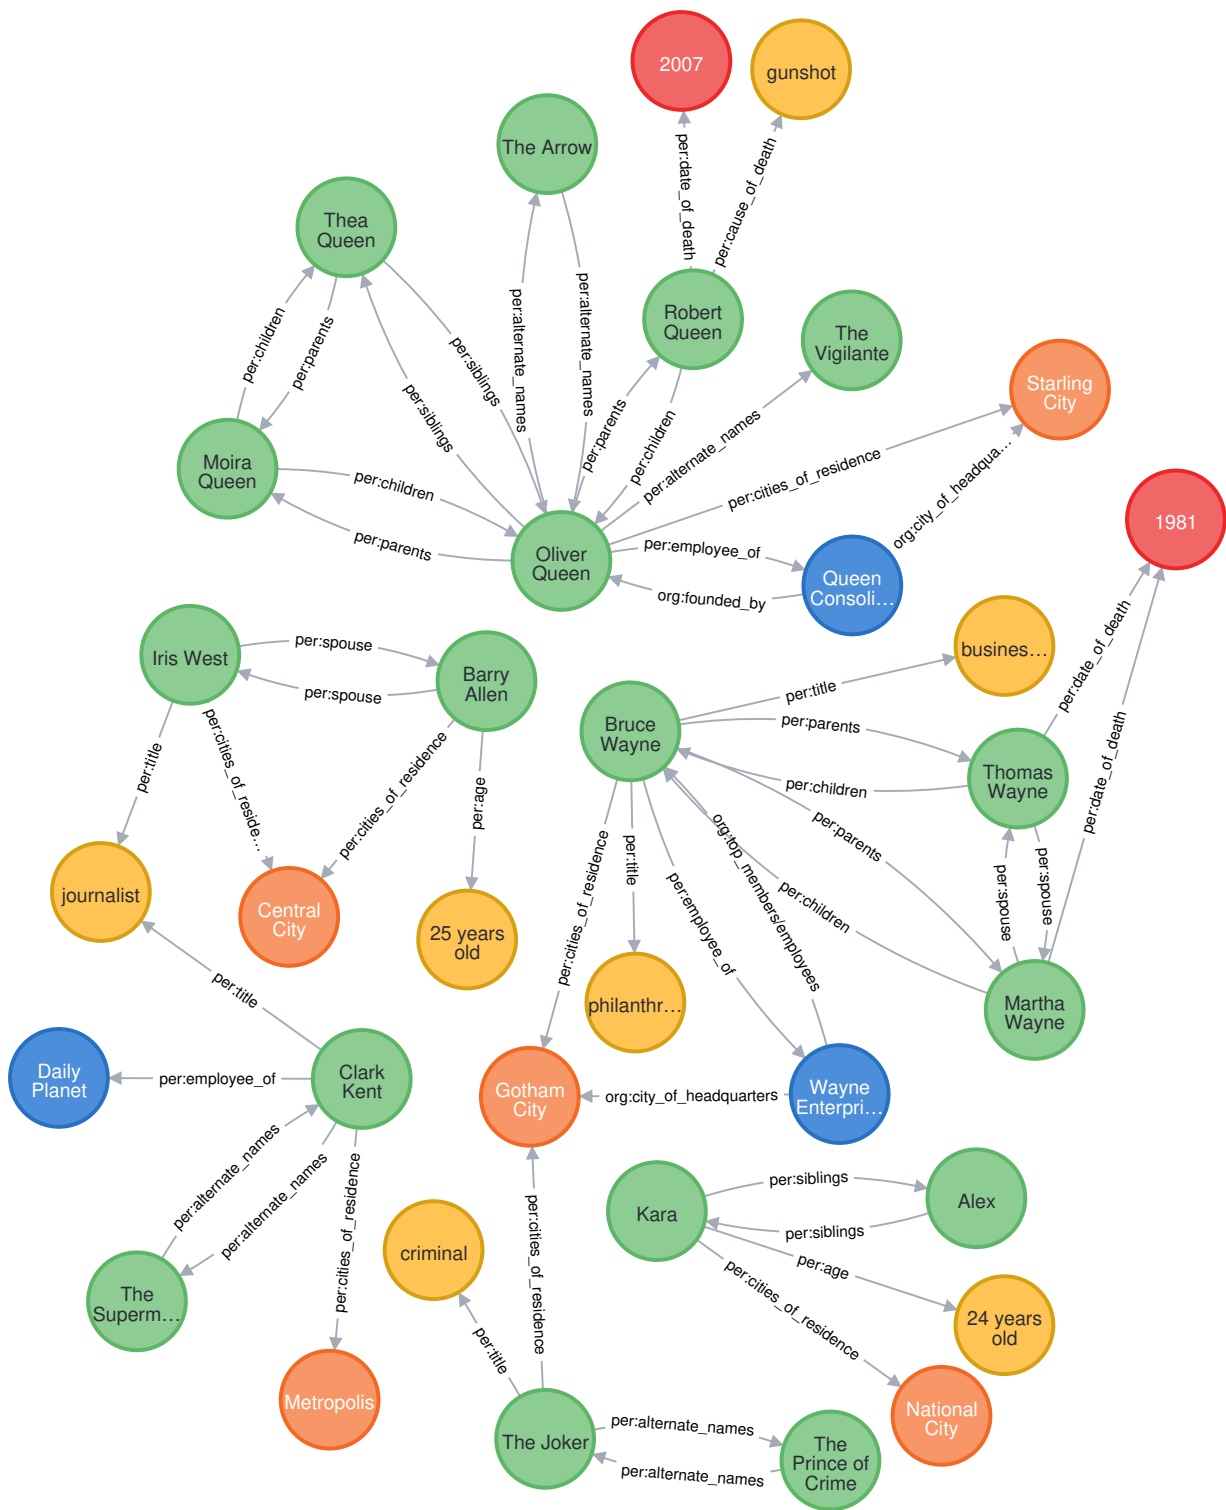 2007
gunshot
per:date_of_death
per:cause_of_death
The Arrow
Thea
Queen
per:alternate_names
per:alternate_names
Robert
Queen
The
Vigilante
Starling
City
per:children
per:parents
per:siblings
per:siblings
per:parents
per:children
per:alternate_names
per:cities_of_residence
org:city_of_headqua…
Moira
Queen
per:children
per:parents
Oliver
Queen
per:employee_of
org:founded_by
Queen
Consoli…
1981
Iris West
per:spouse
per:spouse
Barry
Allen
per:title
per:cities_of_reside…
per:cities_of_residence
per:age
journalist
Central
City
25 years
old
busines…
per:title
Bruce
Wayne
per:parents
per:children
Thomas
Wayne
per:date_of_death
per:date_of_death
per:parents
per:children
per:spouse
per:spouse
Martha
Wayne
per:cities_of_residence
per:title
per:employee_of
org:top_members/employees
philanthr…
per:title
Daily
Planet
per:employee_of
Clark
Kent
Gotham
City
org:city_of_headquarters
Wayne
Enterpri…
per:alternate_names
per:alternate_names
per:cities_of_residence
The
Superm…
Metropolis
criminal
per:title
per:cities_of_residence
The Joker
per:alternate_names
per:alternate_names
The
Prince of
Crime
Kara
per:siblings
per:siblings
Alex
per:age
per:cities_of_residence
24 years
old
National
City